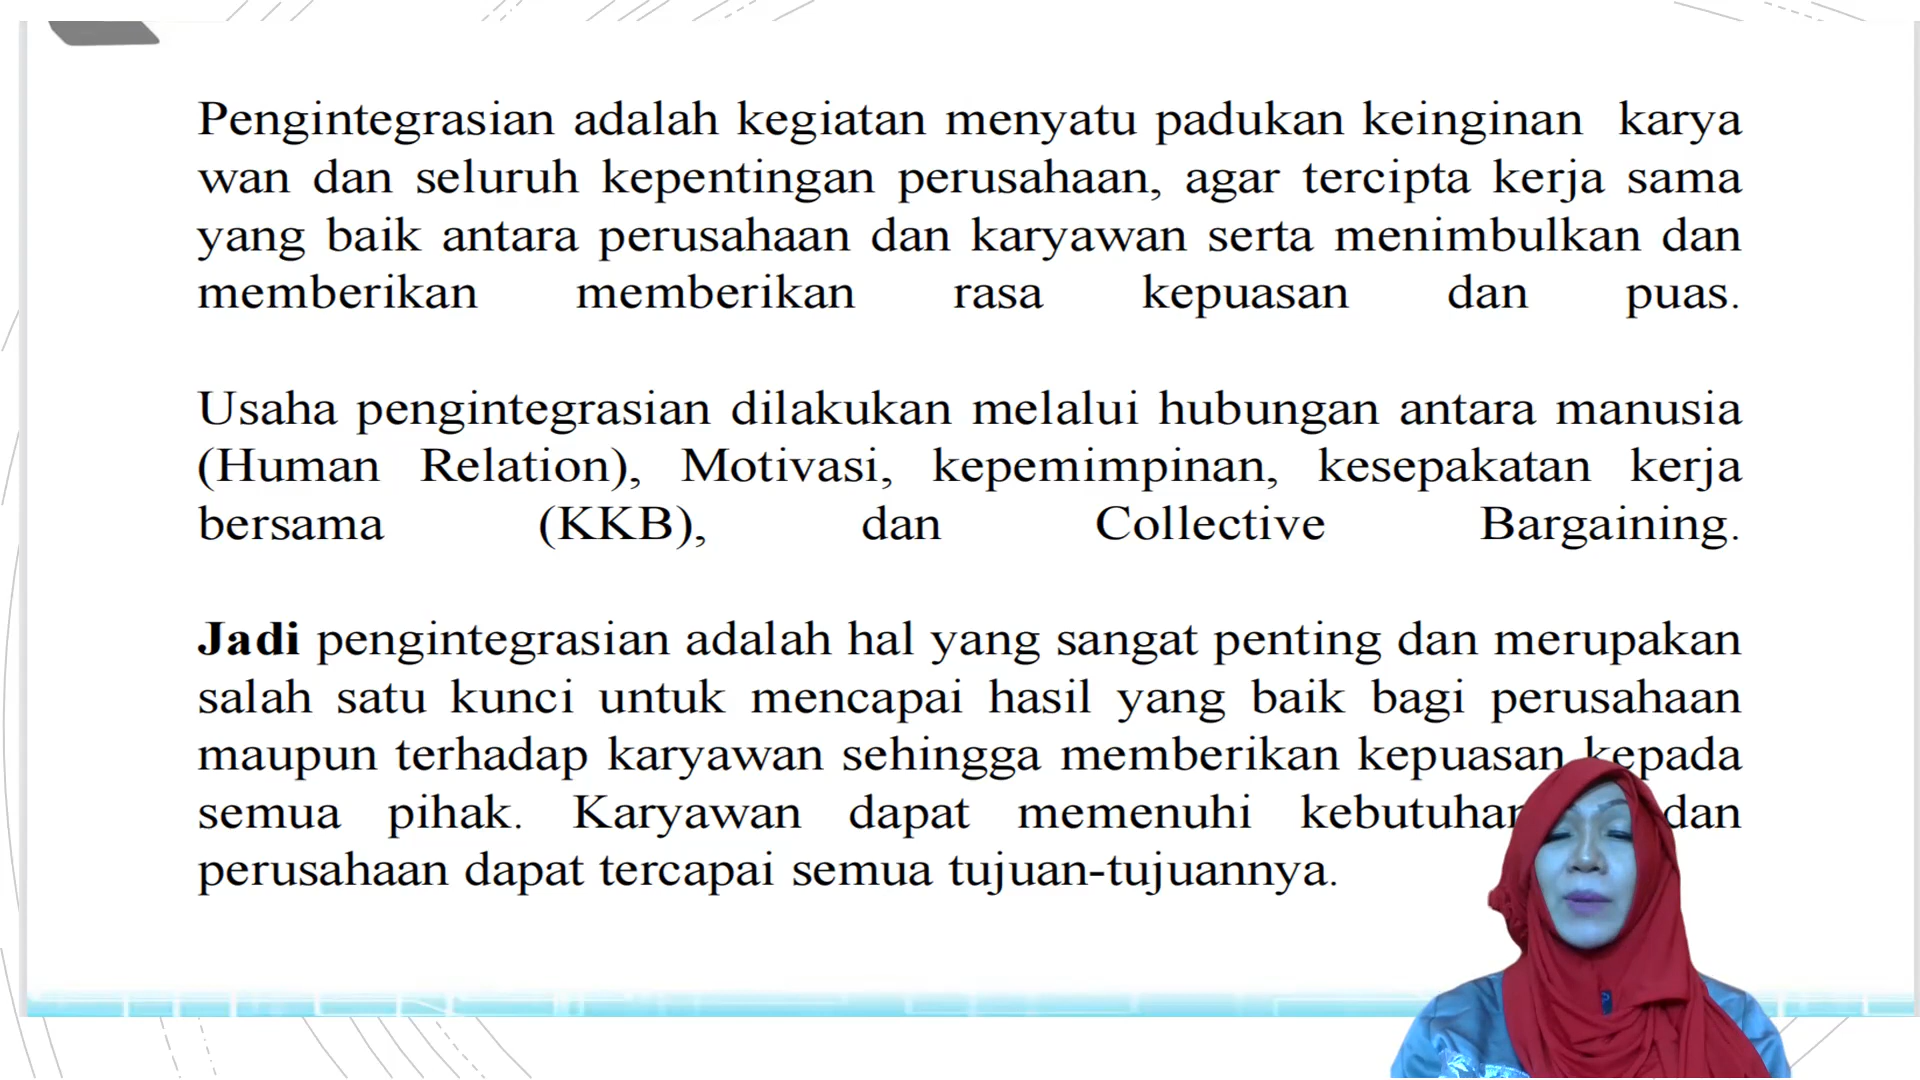 Pengintegrasian adalah kegiatan menyatu padukan keinginan karya
wan dan seluruh kepentingan perusahaan, agar tercipta kerja sama
yang baik antara perusahaan dan karyawan serta menimbulkan dan
memberikan memberikan rasa kepuasan dan puas.
Usaha pengintegrasian dilakukan melalui hubungan antara manusia
(Human Relation), Motivasi, kepemimpinan, kesepakatan kerja
bersama (KKB), dan Collective Bargaining.
Jadi pengintegrasian adalah hal yang sangat penting dan merupakan
salah satu kunci untuk mencapai hasil yang baik bagi perusahaan
maupun terhadap karyawan sehingga memberikan kepuasan kepada
semua pihak. Karyawan dapat memenuhi dan
perusahaan dapat tercapai semua tujuan-tujuannya.